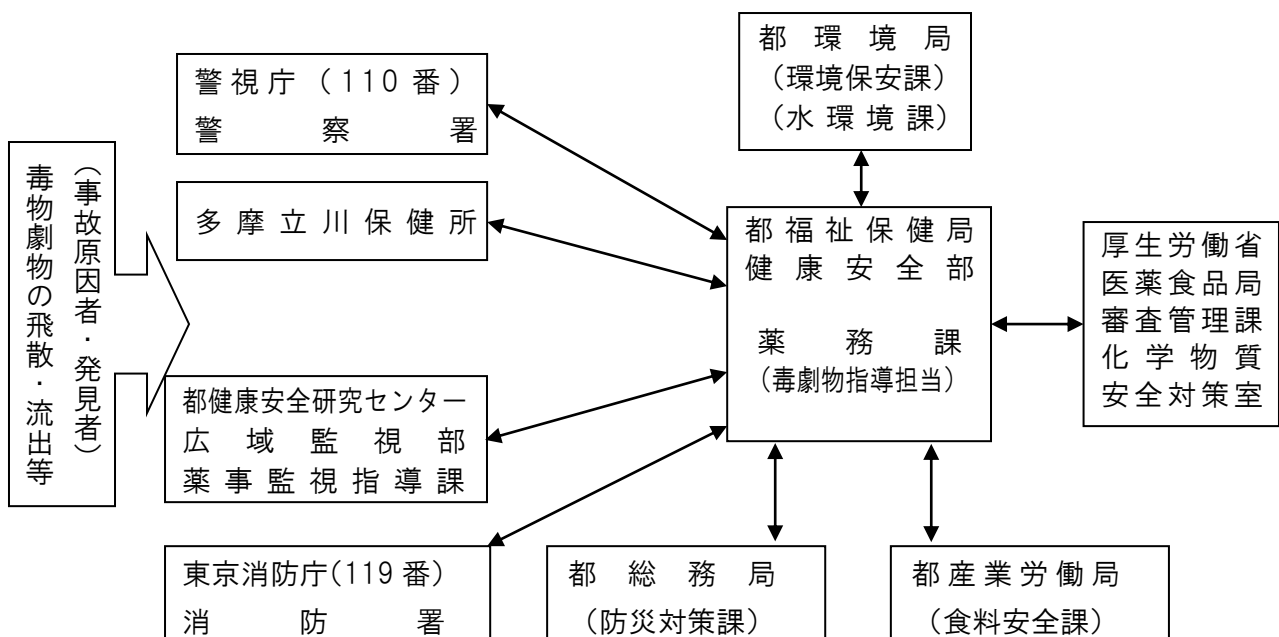 毒物劇物の飛散・流出等
（事故原因者・発見者）
警視庁（110番）
警察署
多摩立川保健所
都健康安全研究センター
広域監視部
薬事監視指導課
東京消防庁(119番)
消防署
都環境局
（環境保安課）
（水環境課）
都福祉保健局
健康安全部
薬務課
（毒劇物指導担当）
都総務局
（防災対策課）
都産業労働局
（食料安全課）
厚生労働省
医薬食品局
審査管理課
化学物質
安全対策室